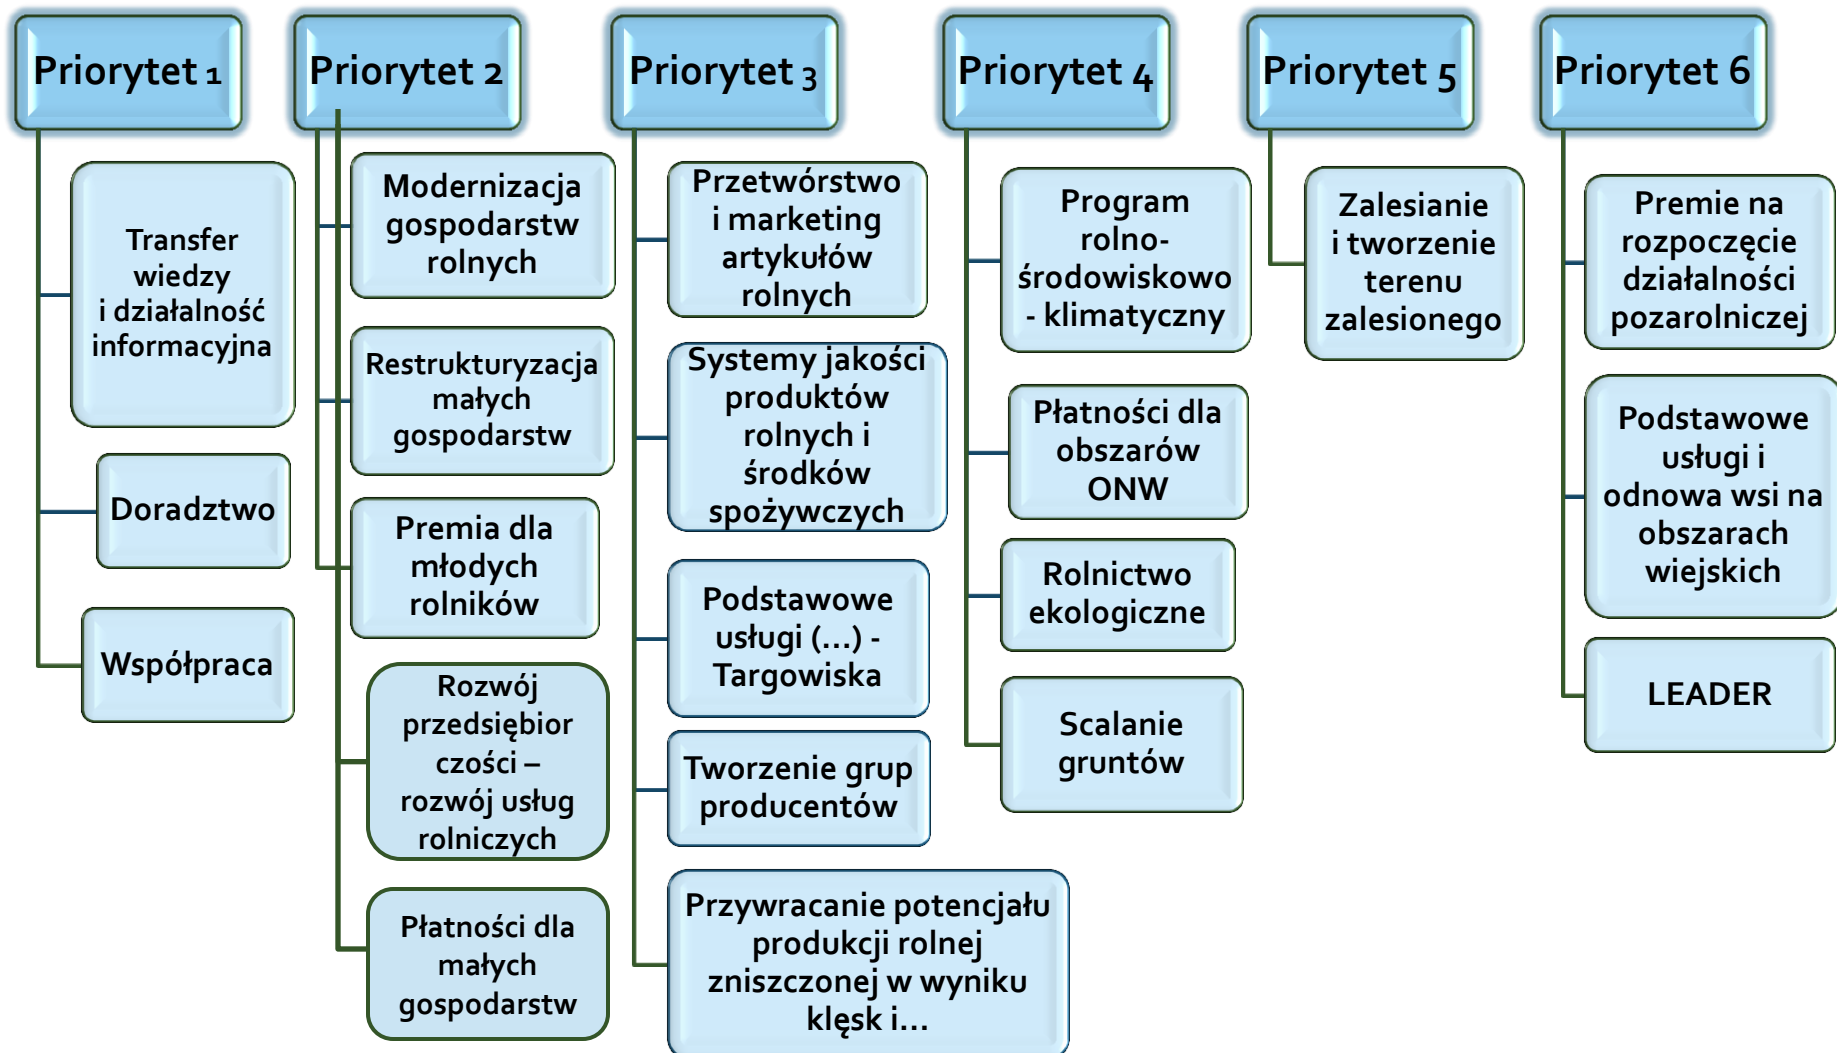 Priorytet 1
Transfer
wiedzy
i działalność
informacyjna
Doradztwo
Współpraca
Priorytet 2
Modernizacja
gospodarstw
rolnych
Restrukturyzacja
małych
gospodarstw
Premia dla
młodych
rolników
Rozwój
przedsiębior
czości –
rozwój usług
rolniczych
Płatności dla
małych
gospodarstw
Priorytet 3
Przetwórstwo
i marketing
artykułów
rolnych
Systemy jakości
produktów
rolnych i
środków
spożywczych
Podstawowe
usługi (...) -
Targowiska
Tworzenie grup
producentów
Przywracanie potencjału
produkcji rolnej
zniszczonej w wyniku
klęsk i...
Priorytet 4
Program
rolno-
środowiskowo
- klimatyczny
Płatności dla
obszarów
ONW
Rolnictwo
ekologiczne
Scalanie
gruntów
Priorytet 5
Zalesianie
i tworzenie
terenu
zalesionego
Priorytet 6
Premie na
rozpoczęcie
działalności
pozarolniczej
Podstawowe
usługi i
odnowa wsi na
obszarach
wiejskich
LEADER